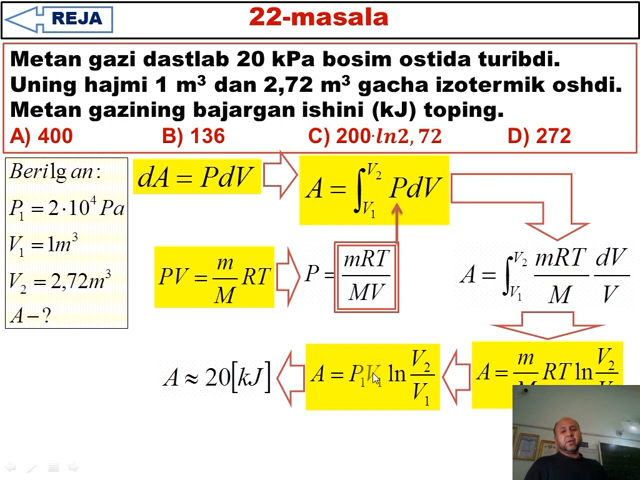 REJA
22-masala
Metan gazi dastlab 20 kPa bosim ostida turibdi.
Uning hajmi 1 m³ dan 2,72 m³ gacha izotermik oshdi.
Metan gazining bajargan ishini (kJ) toping.
A) 400 B) 136 C) 200·ln2,72 D) 272
Berilgan:
P₁ = 2·10⁴ Pa
V₁ = 1m³
V₂ = 2,72m³
A − ?
dA = PdV
A = ∫_{V₁}^{V₂} PdV
PV = m/M RT
P = mRT/MV
A = ∫_{V₁}^{V₂} mRT/M dV/V
A = m/M RT ln V₂/V
A = P₁V₁ ln V₂/V₁
A ≈ 20[kJ]